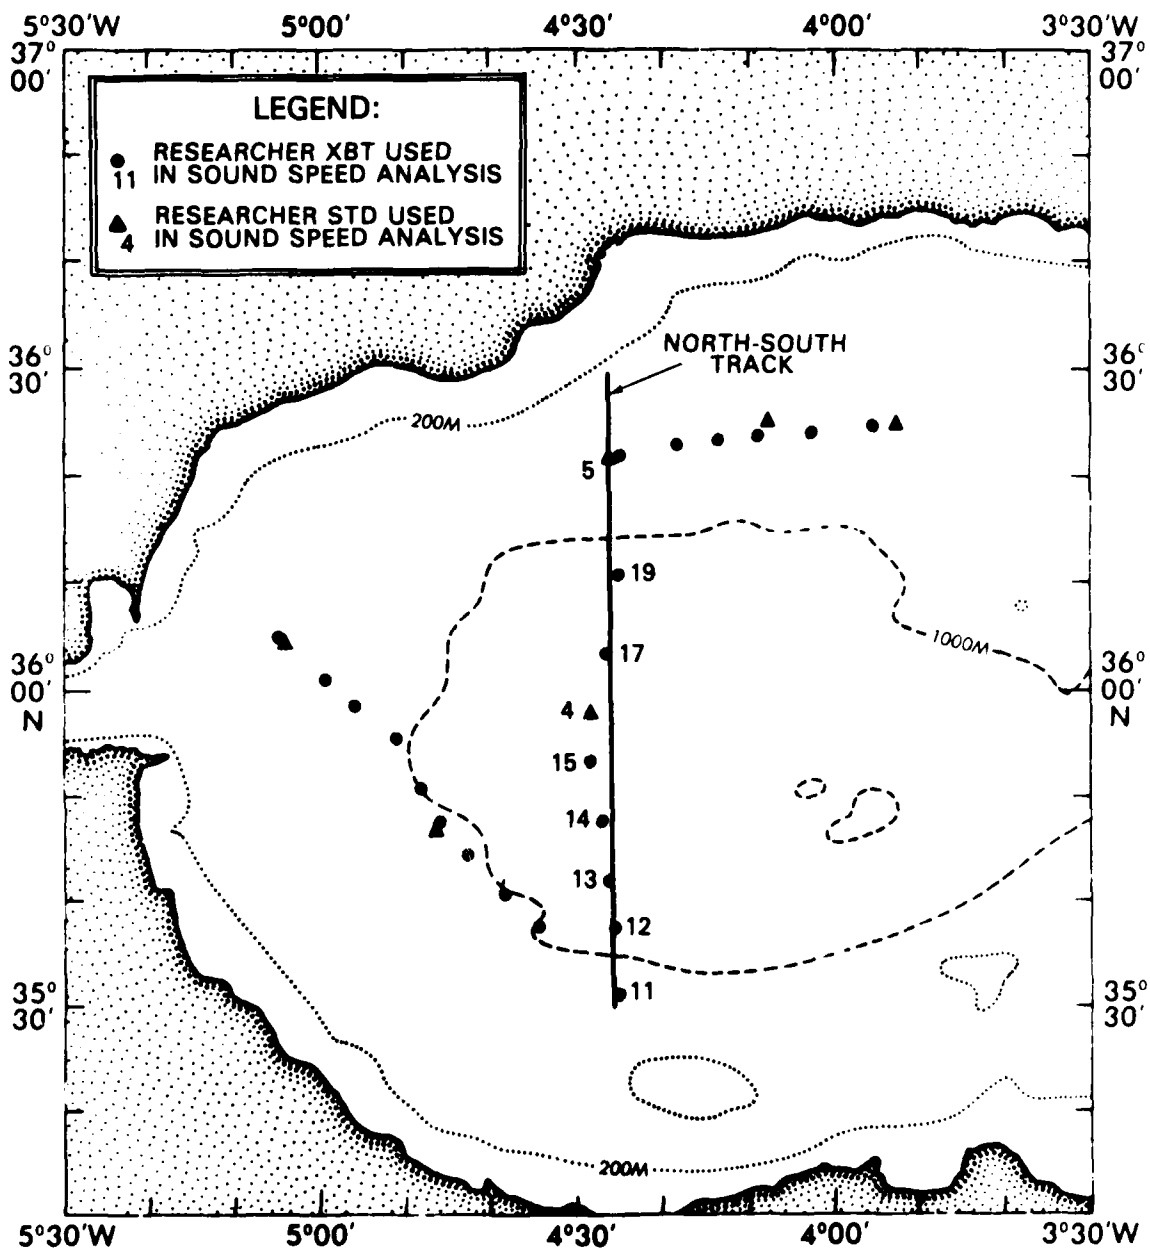 5°30'W 5°00' 4°30' 4°00' 3°30'W
37° 00' 37° 00'
LEGEND:
RESEARCHER XBT USED
11 IN SOUND SPEED ANALYSIS
RESEARCHER STD USED
4 IN SOUND SPEED ANALYSIS
NORTH-SOUTH
TRACK
36° 30' 36° 30'
200M
5
19
1000M
17
36° 00' N 36° 00' N
4
15
14
13
12
11
35° 30' 35° 30'
200M
5°30'W 5°00' 4°30' 4°00' 3°30'W